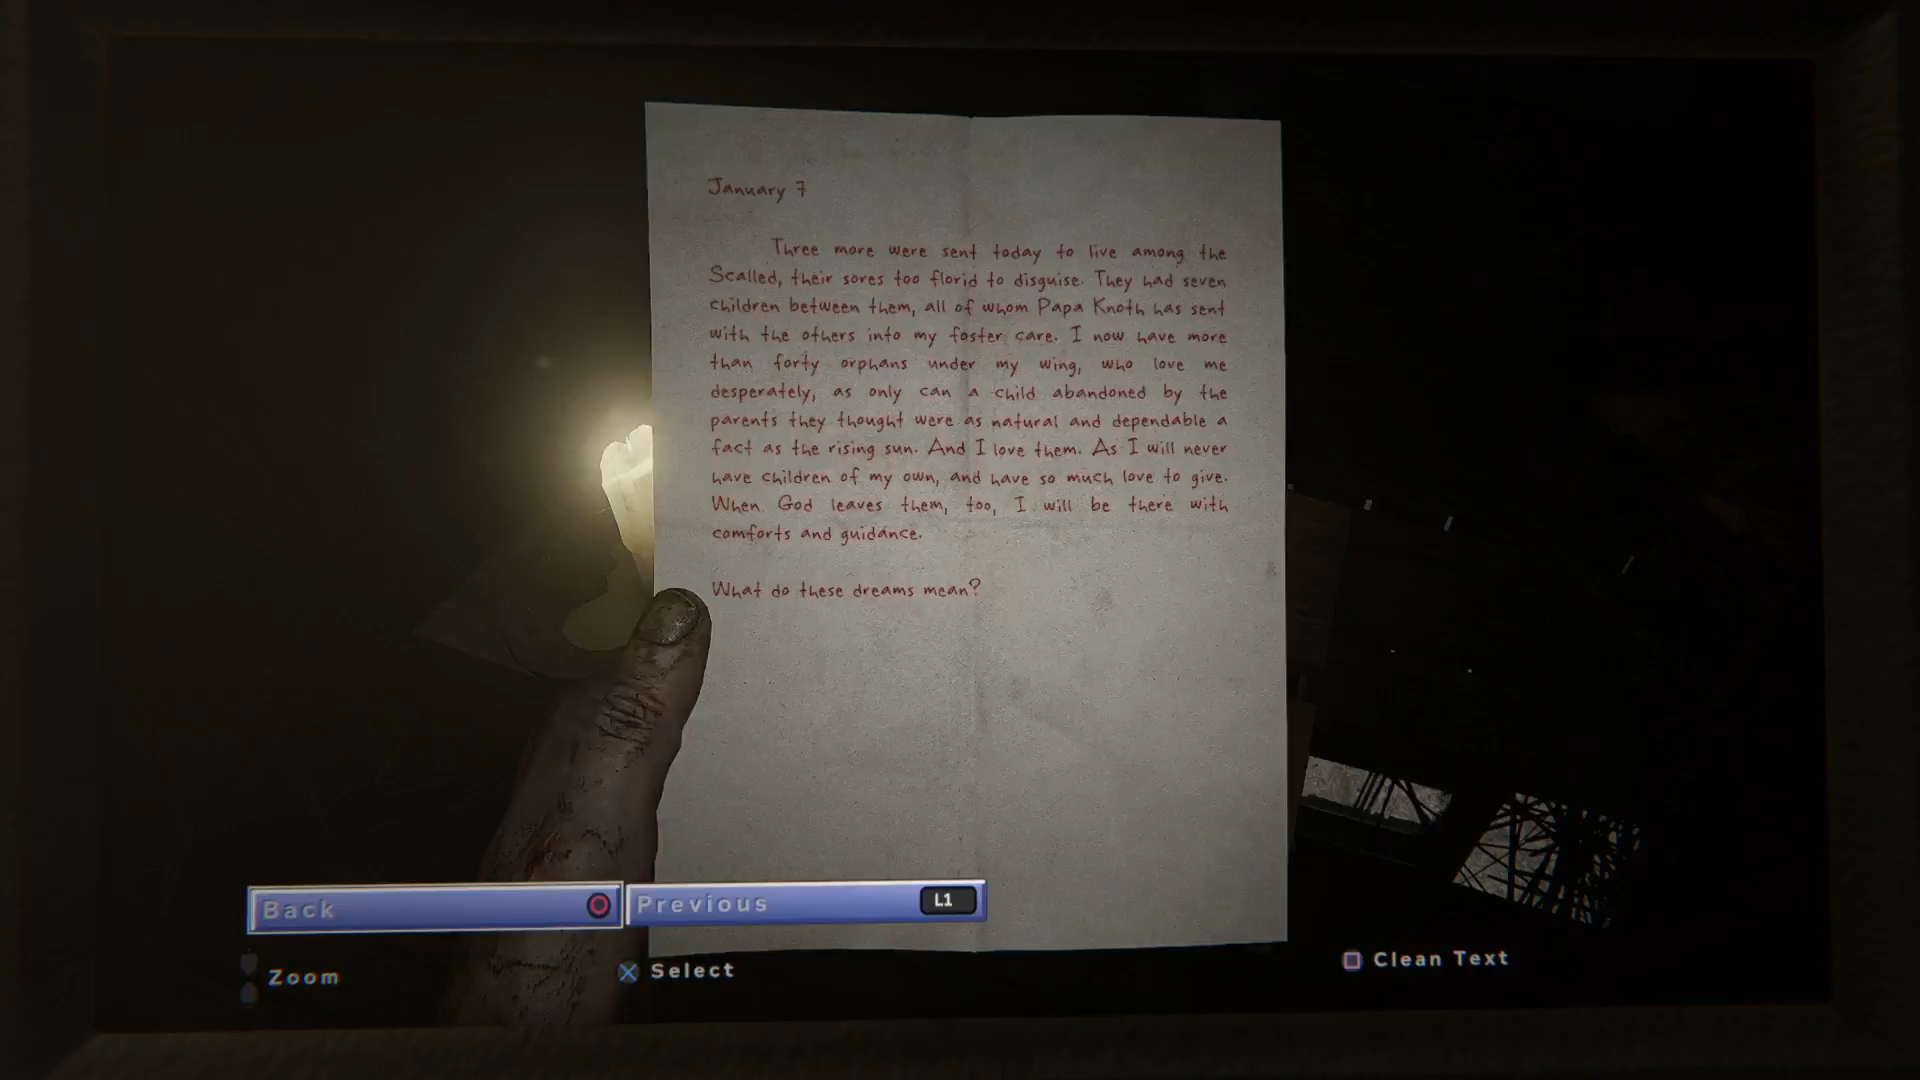 January 7
Three more were sent today to live among the
Scalled, their sores too florid to disguise. They had seven
children between them, all of whom Papa Knoth has sent
with the others into my foster care. I now have more
than forty orphans under my wing, who love me
desperately, as only can a child abandoned by the
parents they thought were as natural and dependable a
fact as the rising sun. And I love them. As I will never
have children of my own, and have so much love to give.
When God leaves them, too, I will be there with
comforts and guidance.
What do these dreams mean?
Back
Previous L1
Zoom
Select
Clean Text